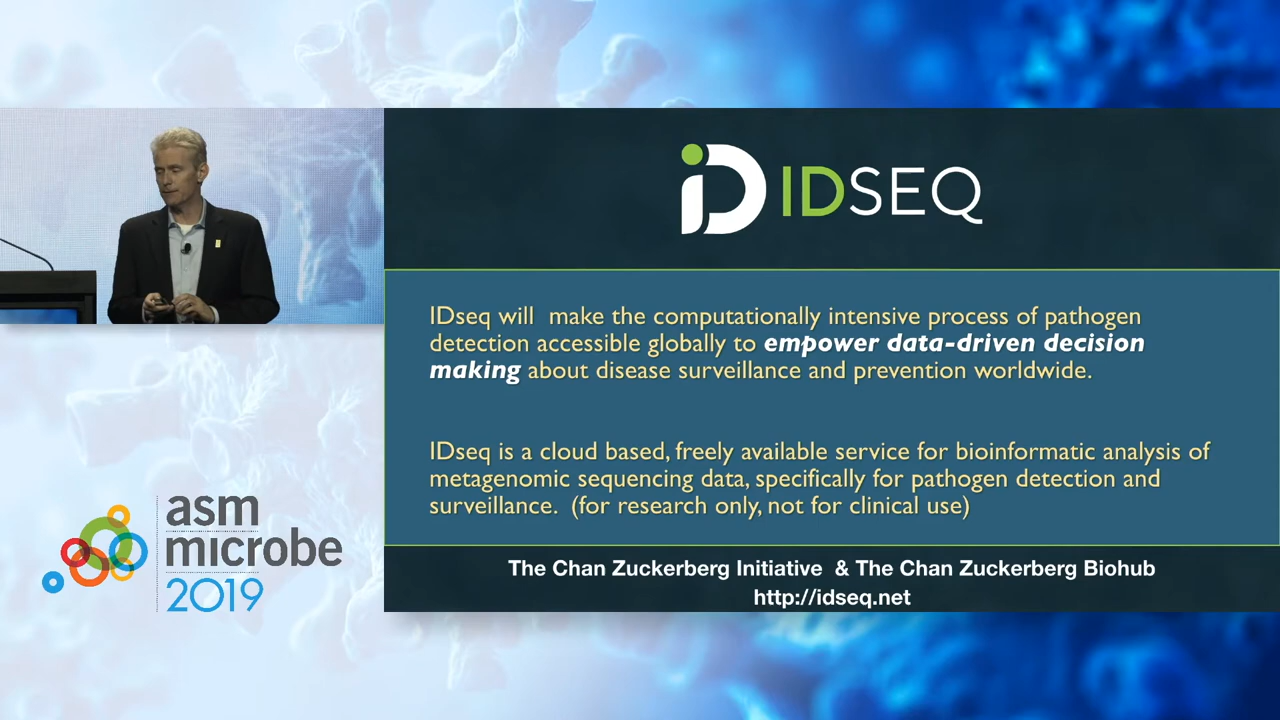 IDSEQ
IDseq will  make the computationally intensive process of pathogen
detection accessible globally to empower data-driven decision
making about disease surveillance and prevention worldwide.
IDseq is a cloud based, freely available service for bioinformatic analysis of
metagenomic sequencing data, specifically for pathogen detection and
surveillance.  (for research only, not for clinical use)
The Chan Zuckerberg Initiative  & The Chan Zuckerberg Biohub
http://idseq.net
asm
microbe
2019